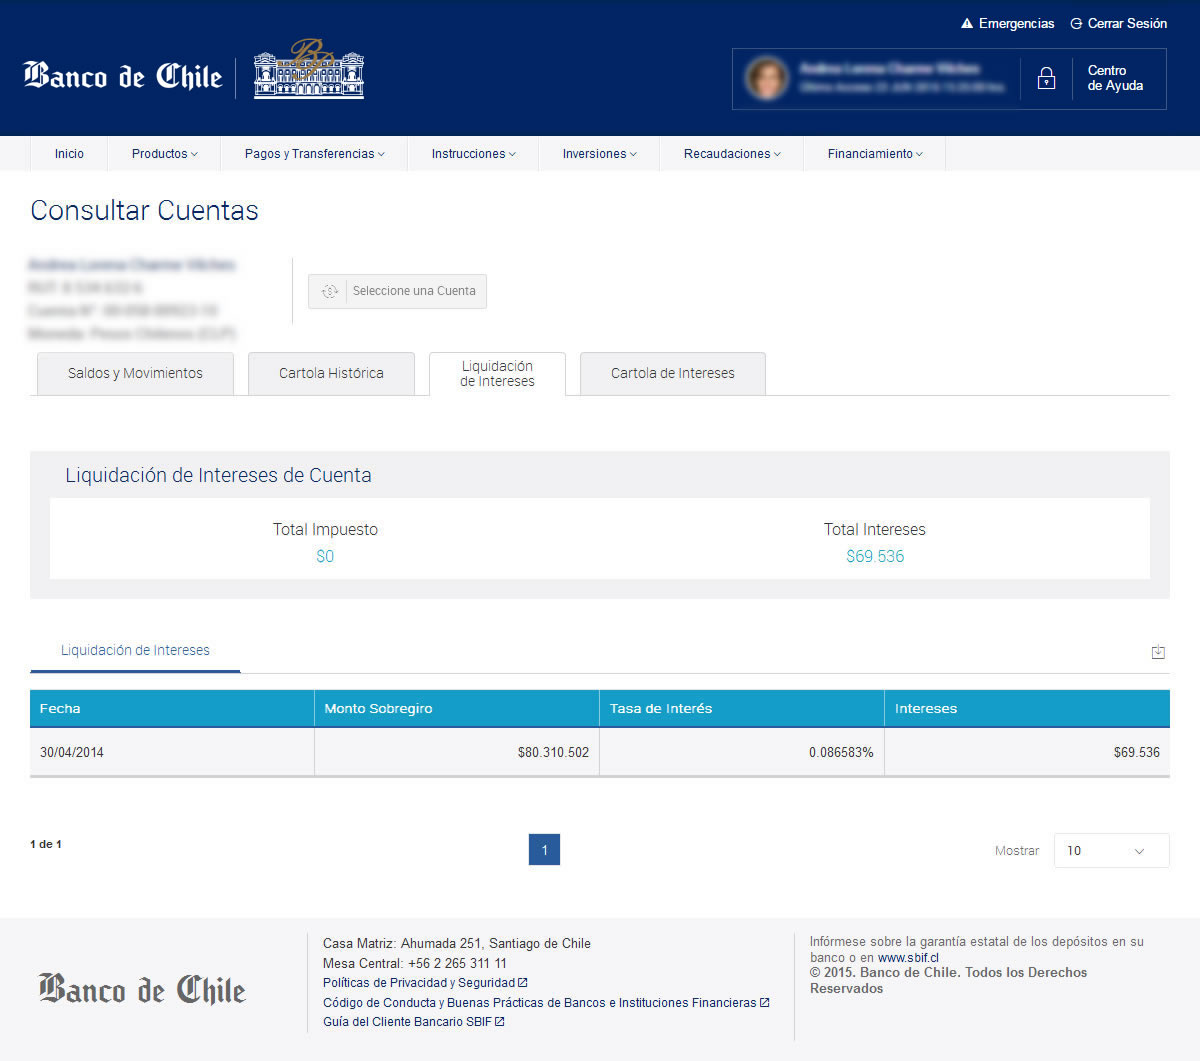 Emergencias
Cerrar Sesión
Banco de Chile
Centro
de Ayuda
Inicio
Productos
Pagos y Transferencias
Instrucciones
Inversiones
Recaudaciones
Financiamiento
Consultar Cuentas
Seleccione una Cuenta
Saldos y Movimientos
Cartola Histórica
Liquidación
de Intereses
Cartola de Intereses
Liquidación de Intereses de Cuenta
Total Impuesto
$0
Total Intereses
$69.536
Liquidación de Intereses
Fecha
Monto Sobregiro
Tasa de Interés
Intereses
30/04/2014
$80.310.502
0.086583%
$69.536
1 de 1
1
Mostrar
10
Banco de Chile
Casa Matriz: Ahumada 251, Santiago de Chile
Mesa Central: +56 2 265 311 11
Políticas de Privacidad y Seguridad
Código de Conducta y Buenas Prácticas de Bancos e Instituciones Financieras
Guía del Cliente Bancario SBIF
Infórmese sobre la garantía estatal de los depósitos en su
banco o en www.sbif.cl
© 2015. Banco de Chile. Todos los Derechos
Reservados